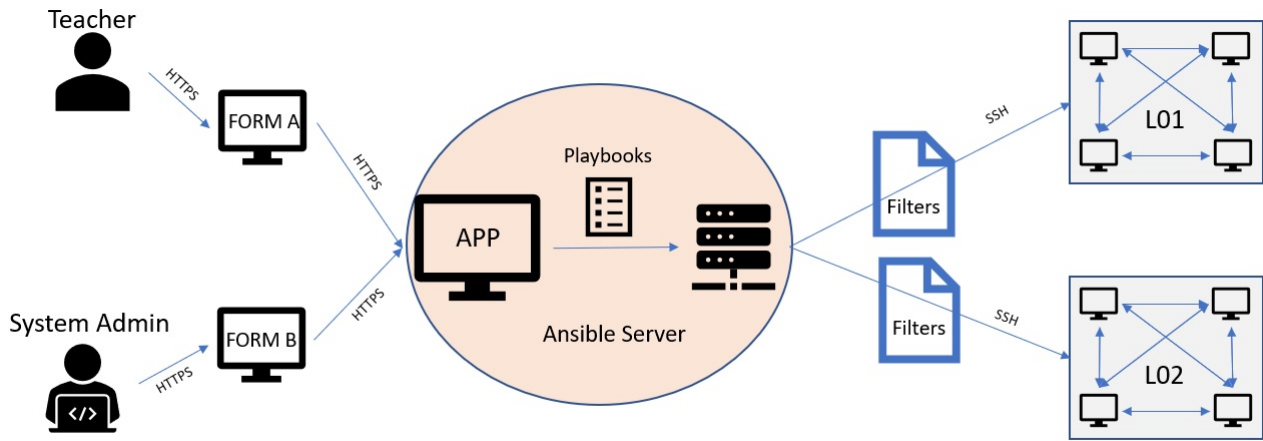 Teacher
HTTPS
FORM A
HTTPS
System Admin
HTTPS
FORM B
HTTPS
APP
Playbooks
Ansible Server
Filters
SSH
L01
Filters
SSH
L02
</>